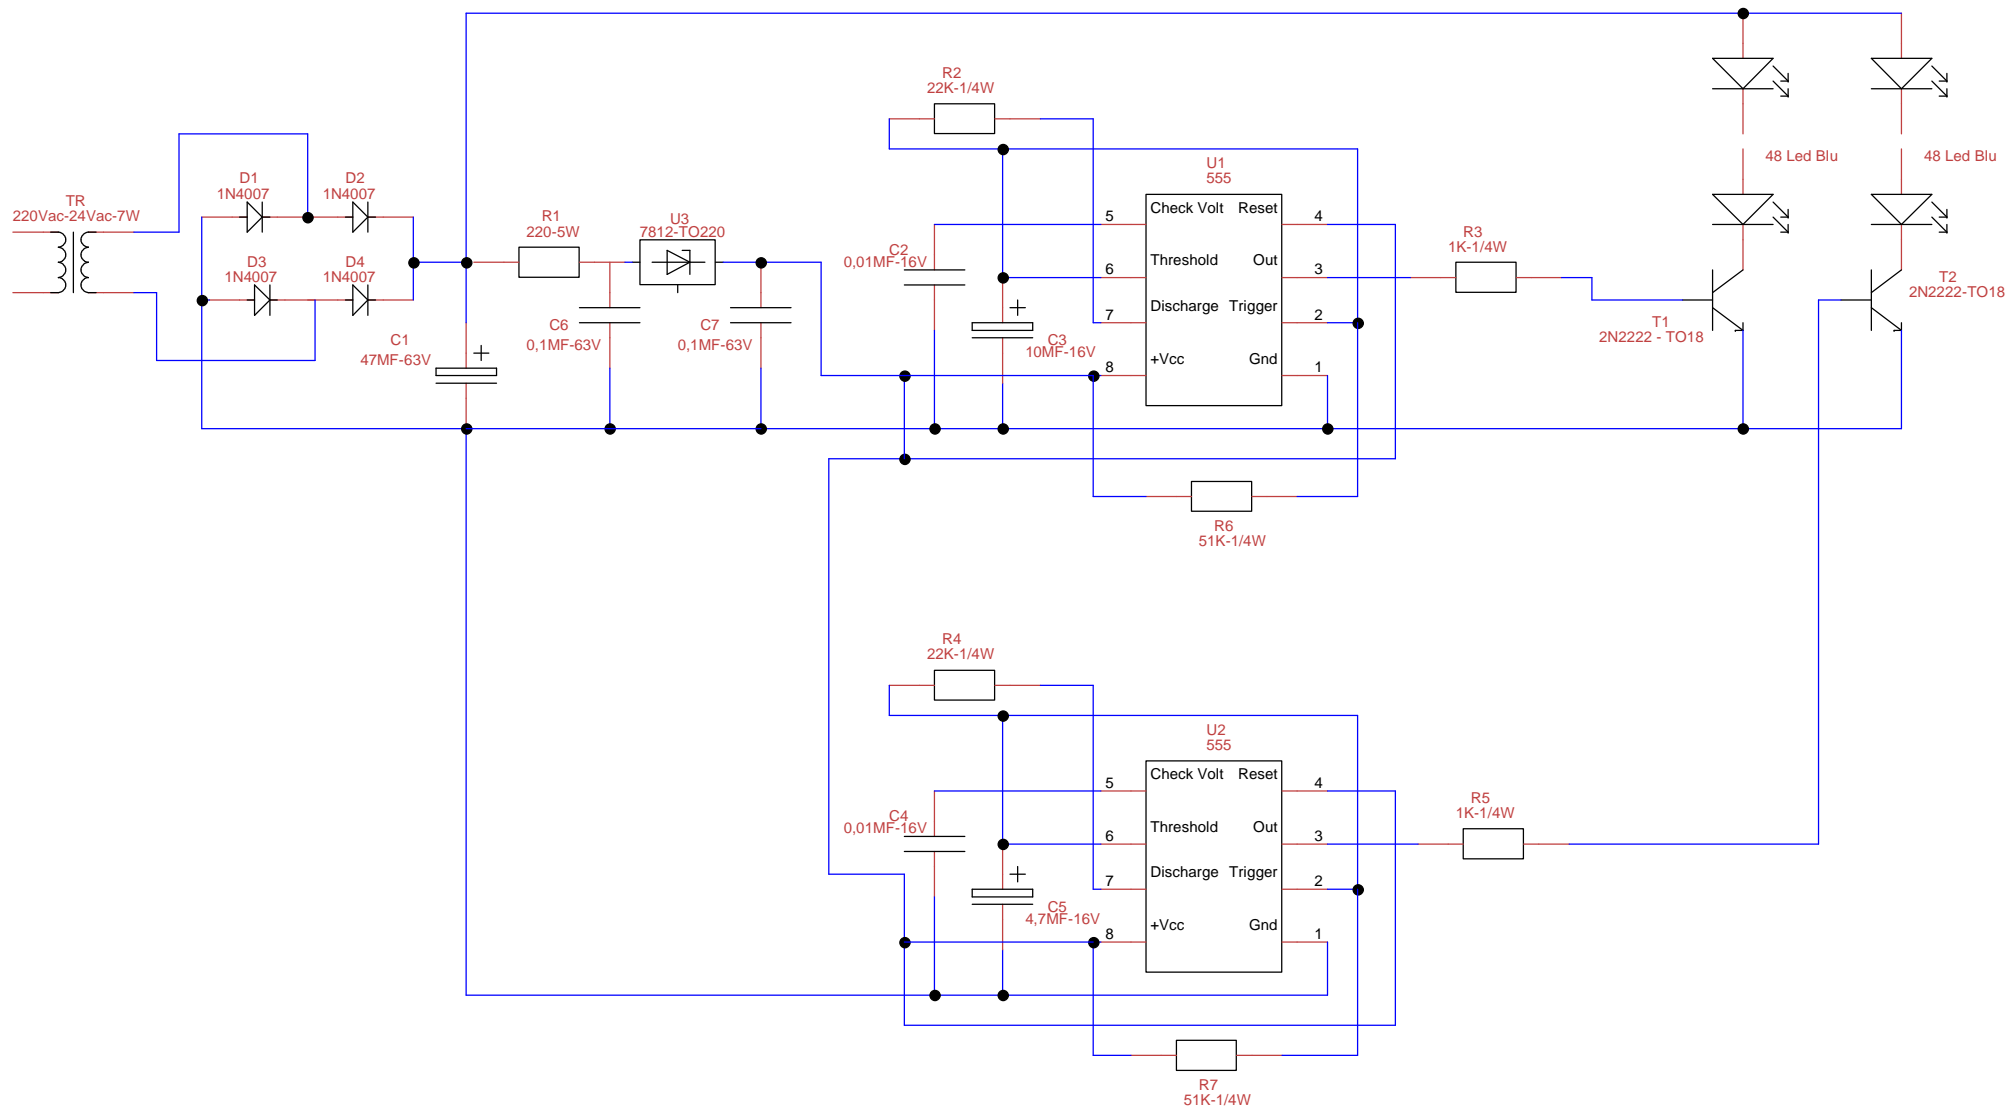 R2
22K-1/4W
48 Led Blu
48 Led Blu
U1
555
D1
1N4007
D2
1N4007
TR
220Vac-24Vac-7W
R1
220-5W
U3
7812-TO220
5
Check Volt
Reset
4
R3
1K-1/4W
C2
0,01MF-16V
D3
1N4007
D4
1N4007
6
Threshold
Out
3
T2
2N2222-TO18
7
Discharge
Trigger
2
T1
2N2222 - TO18
C1
47MF-63V
+
C6
0,1MF-63V
C7
0,1MF-63V
+
C3
10MF-16V
8
+Vcc
Gnd
1
R6
51K-1/4W
R4
22K-1/4W
U2
555
5
Check Volt
Reset
4
R5
1K-1/4W
C4
0,01MF-16V
6
Threshold
Out
3
7
Discharge
Trigger
2
+
C5
4,7MF-16V
8
+Vcc
Gnd
1
R7
51K-1/4W